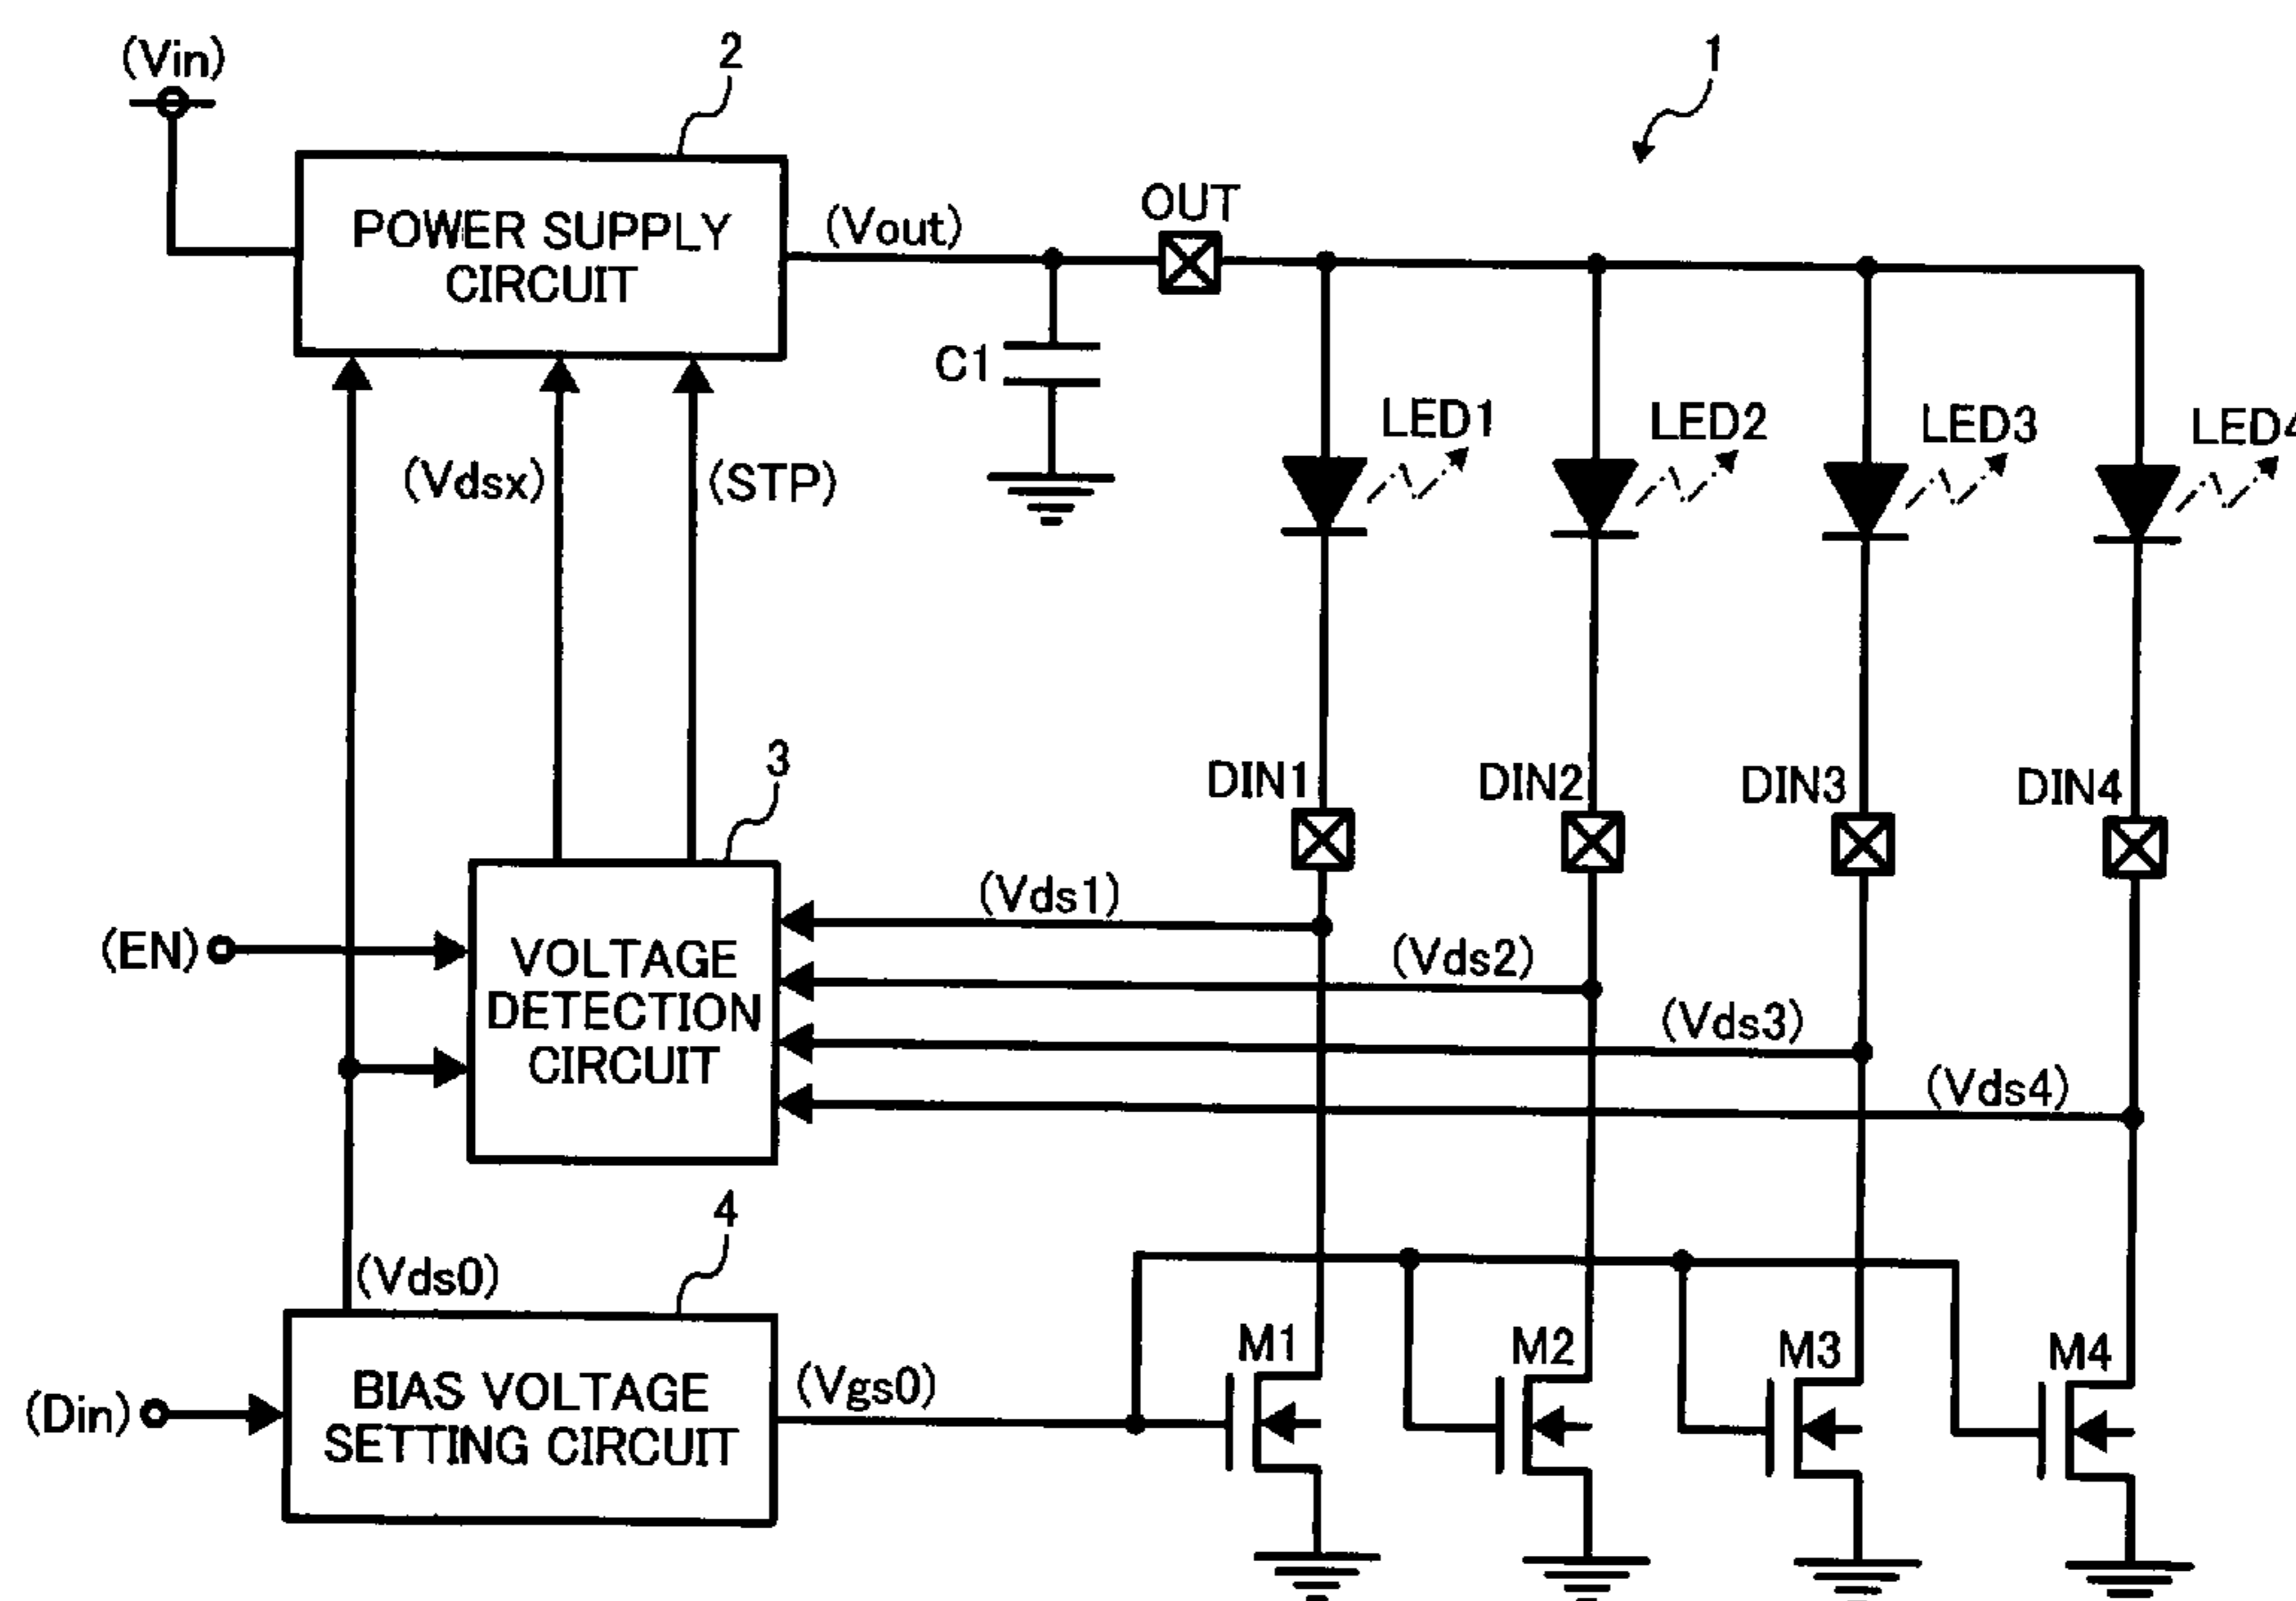 (Vin)
2
1
POWER SUPPLY
CIRCUIT
(Vout)
OUT
C1
(Vdsx)
(STP)
LED1
LED2
LED3
LED4
3
DIN1
DIN2
DIN3
DIN4
(EN)
VOLTAGE
DETECTION
CIRCUIT
(Vds1)
(Vds2)
(Vds3)
(Vds4)
4
(Vds0)
(Din)
BIAS VOLTAGE
SETTING CIRCUIT
(Vgs0)
M1
M2
M3
M4